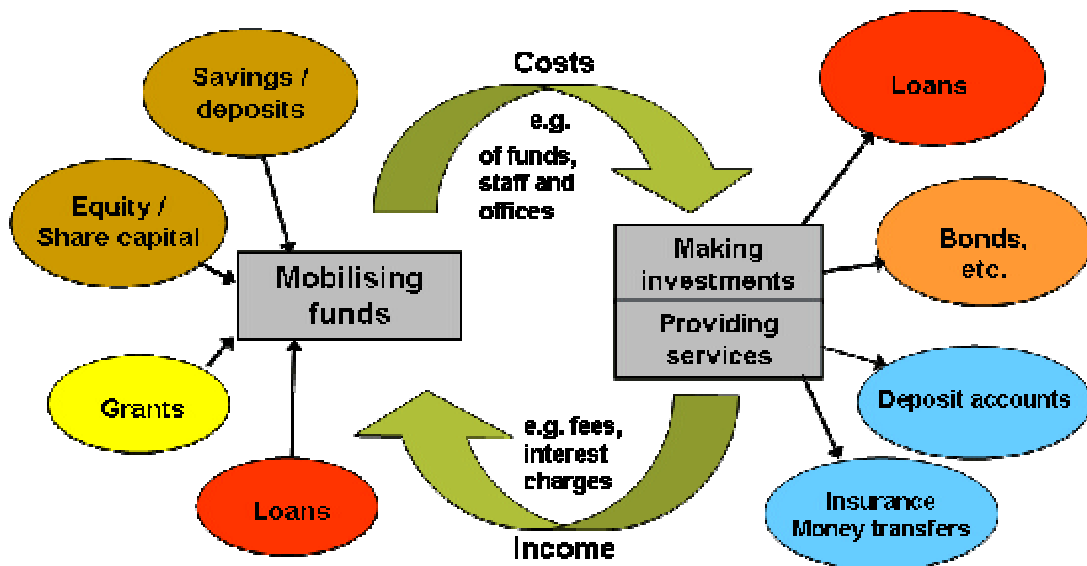 Costs
e.g.
of funds,
staff and
offices
Savings /
deposits
Equity /
Share capital
Mobilising
funds
Grants
Loans
Making
investments
Providing
services
Loans
Bonds,
etc.
Deposit accounts
Insurance
Money transfers
e.g. fees,
interest
charges
Income